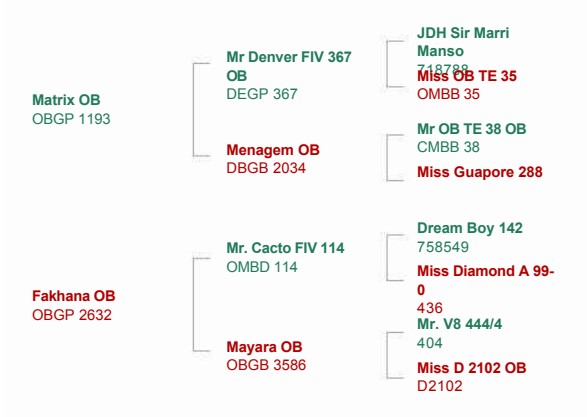 Matrix OB
OBGP 1193
Fakhana OB
OBGP 2632
Mr Denver FIV 367
OB
DEGP 367
Menagem OB
DBGB 2034
Mr. Cacto FIV 114
OMBD 114
Mayara OB
OBGB 3586
JDH Sir Marri
Manso
718788
Miss OB TE 35
OMBB 35
Mr OB TE 38 OB
CMBB 38
Miss Guapore 288
Dream Boy 142
758549
Miss Diamond A 99-
0
436
Mr. V8 444/4
404
Miss D 2102 OB
D2102